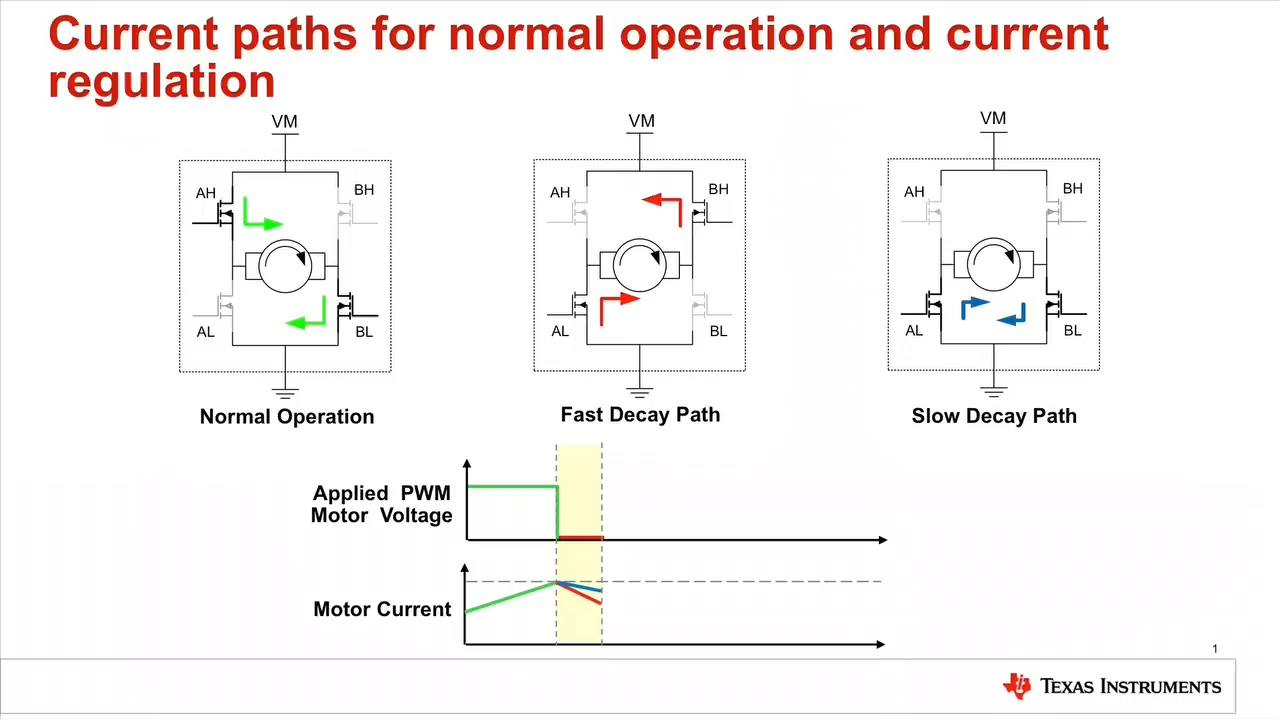 Current paths for normal operation and current
regulation
VM
AH
BH
AL
BL
Normal Operation
VM
AH
BH
AL
BL
Fast Decay Path
VM
AH
BH
AL
BL
Slow Decay Path
Applied PWM
Motor Voltage
Motor Current
1
TEXAS INSTRUMENTS